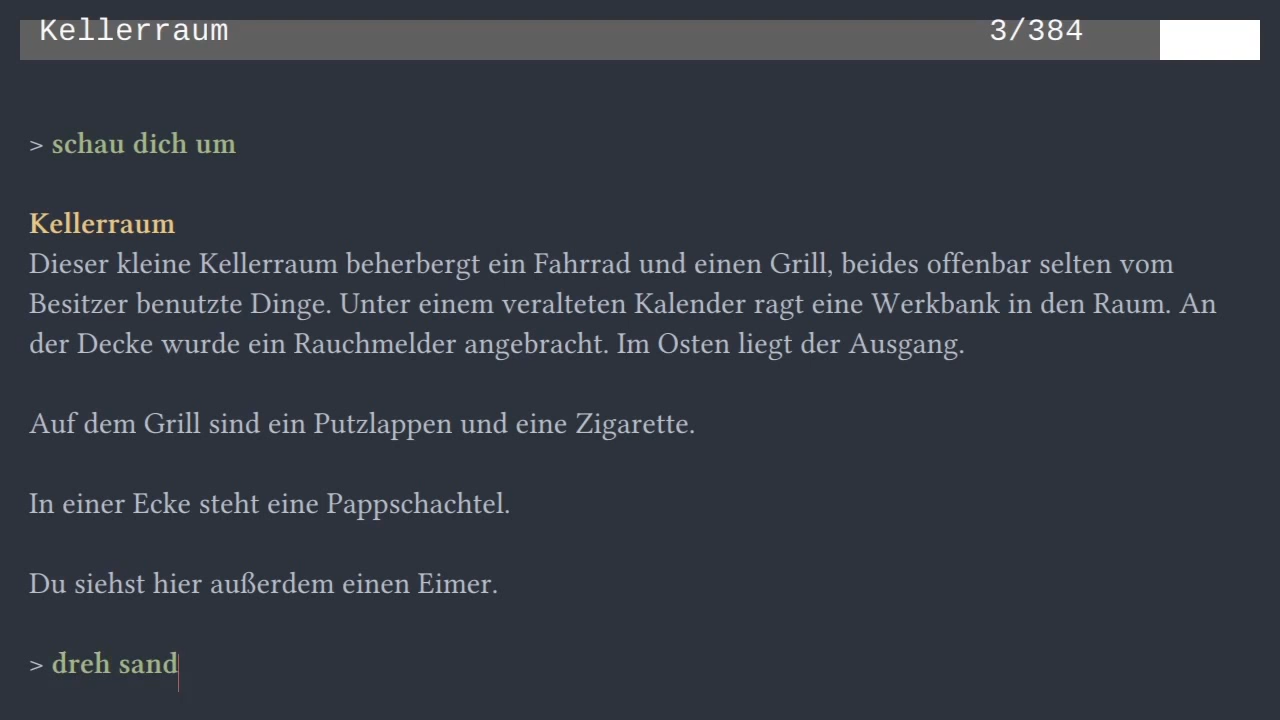 Kellerraum 3/384
> schau dich um
Kellerraum
Dieser kleine Kellerraum beherbergt ein Fahrrad und einen Grill, beides offenbar selten vom
Besitzer benutzte Dinge. Unter einem veralteten Kalender ragt eine Werkbank in den Raum. An
der Decke wurde ein Rauchmelder angebracht. Im Osten liegt der Ausgang.
Auf dem Grill sind ein Putzlappen und eine Zigarette.
In einer Ecke steht eine Pappschachtel.
Du siehst hier außerdem einen Eimer.
> dreh sand